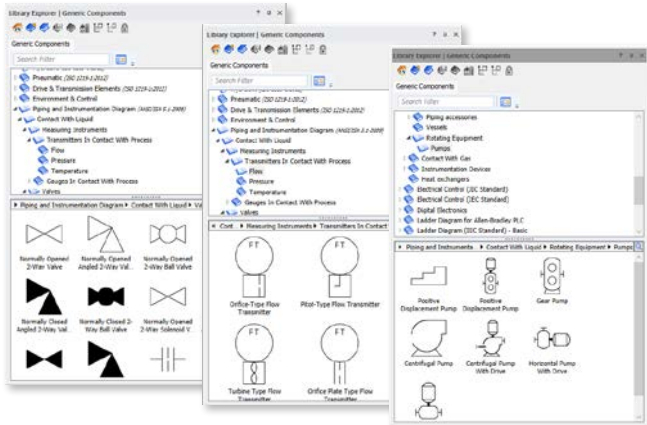 Library Explorer | Generic Components
Generic Components
Search Filter
Pneumatic (ISO 1219-1:2012)
Drive & Transmission Elements (ISO 1219-1:2012)
Environment & Control
Piping and Instrumentation Diagram (ANSI/ISA 5.1-2009)
Contact With Liquid
Measuring Instruments
Transmitters In Contact With Process
Flow
Pressure
Temperature
Gauges In Contact With Process
Valves
Piping and Instrumentation Diagram Contact With Liquid
Normally Opened
2-Way Valve
Normally Opened
Angled 2-Way Val...
Normally Opened
2-Way Ball Valve
Normally Closed
Angled 2-Way Val...
Normally Closed 2-
Way Ball Valve
Normally Opened
2-Way Solenoid V...
Library Explorer | Generic Components
Generic Components
Search Filter
Pneumatic (ISO 1219-1:2012)
Drive & Transmission Elements (ISO 1219-1:2012)
Environment & Control
Piping and Instrumentation Diagram (ANSI/ISA 5.1-2009)
Contact With Liquid
Measuring Instruments
Transmitters In Contact With Process
Flow
Pressure
Temperature
Gauges In Contact With Process
Valves
Cont... Measuring Instruments Transmitters In Contact
FT
Orifice-Type Flow
Transmitter
FT
Pitot-Type Flow Transmitter
FT
Turbine Type Flow
Transmitter
FT
Orifice Plate Type Flow
Transmitter
Library Explorer | Generic Components
Generic Components
Search Filter
Piping accessories
Vessels
Rotating Equipment
Pumps
Contact With Gas
Instrumentation Devices
Heat exchangers
Electrical Control (IEC Standard)
Electrical Control (JIC Standard)
Digital Electronics
Ladder Diagram for Allen-Bradley PLC
Ladder Diagram (IEC Standard) - Basic
Piping and Instrumenta... Contact With Liquid Rotating Equipment Pumps
Positive
Displacement Pump
Positive
Displacement Pump
Gear Pump
Centrifugal Pump
Centrifugal Pump
With Drive
Horizontal Pump
With Drive